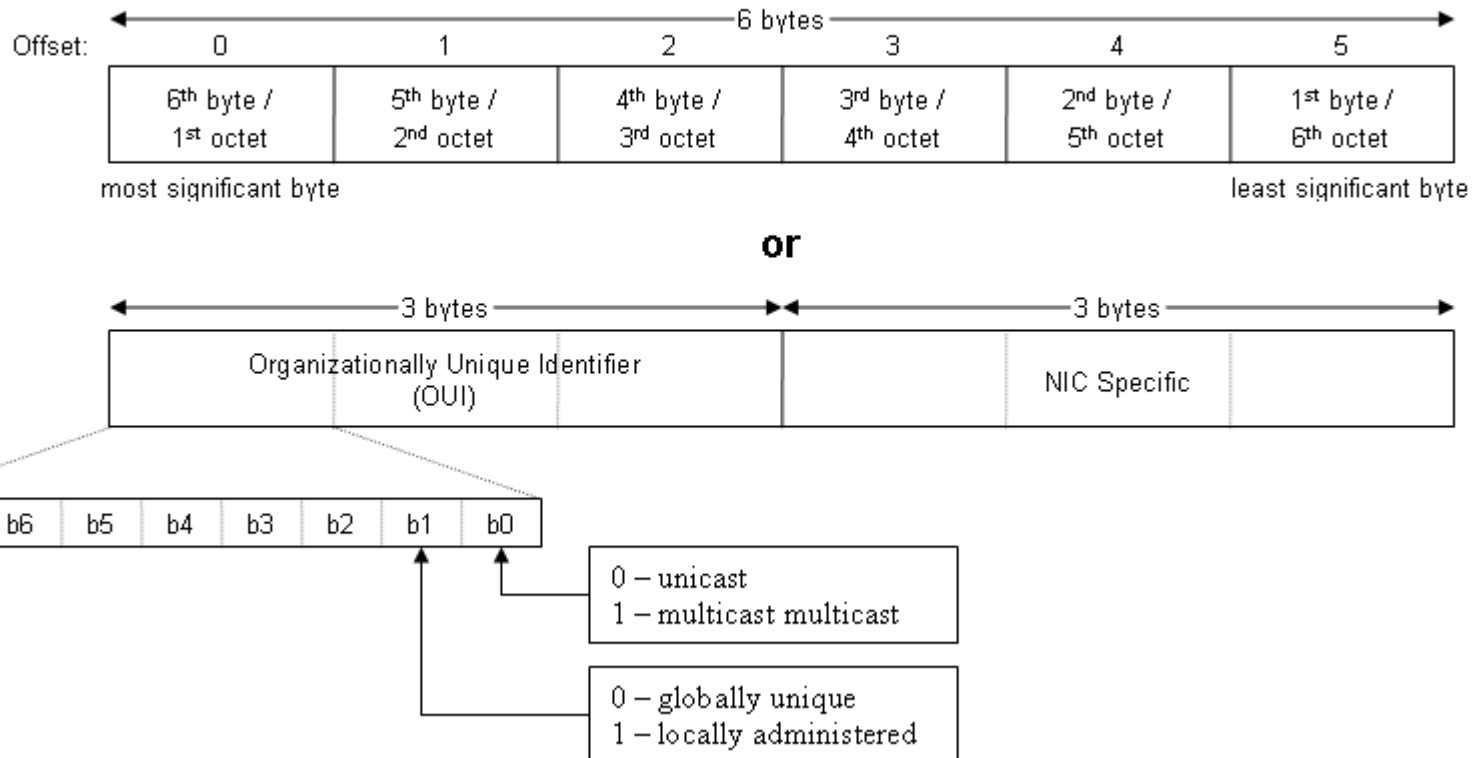 6 bytes
Offset: 0 1 2 3 4 5
6th byte / 5th byte / 4th byte / 3rd byte / 2nd byte / 1st byte /
1st octet 2nd octet 3rd octet 4th octet 5th octet 6th octet
most significant byte least significant byte
or
3 bytes 3 bytes
Organizationally Unique Identifier
(OUI)
NIC Specific
b6 b5 b4 b3 b2 b1 b0
0 – unicast
1 – multicast multicast
0 – globally unique
1 – locally administered